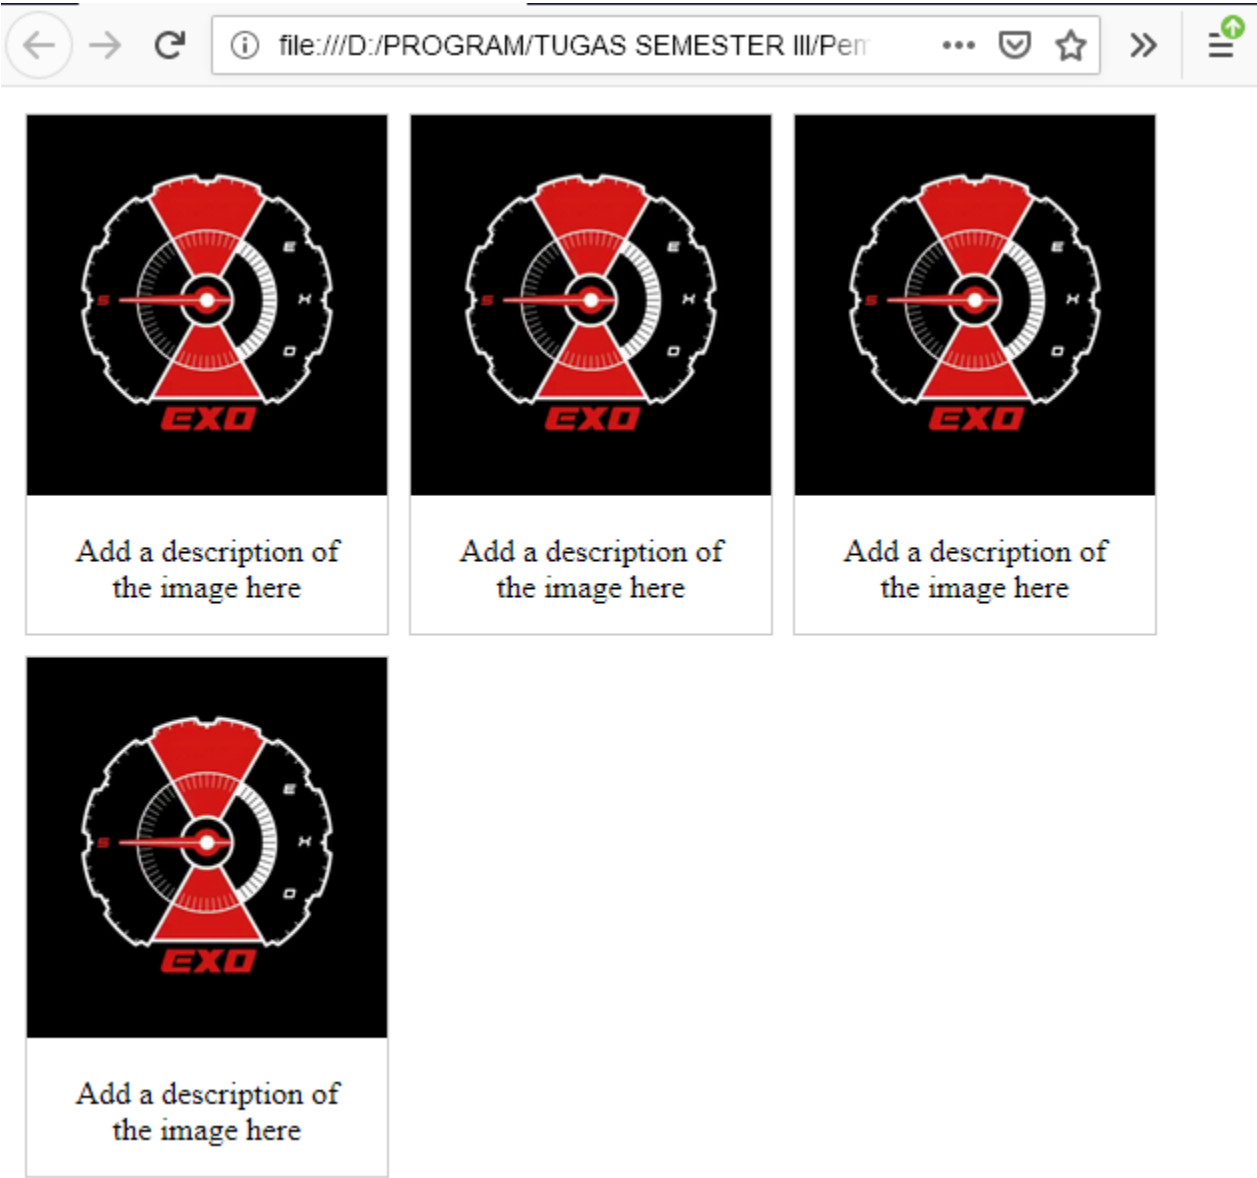 file:///D:/PROGRAM/TUGAS SEMESTER III/Pem
E
S X
O
EXO
E
S X
O
EXO
E
S X
O
EXO
Add a description of
the image here
Add a description of
the image here
Add a description of
the image here
E
S X
O
EXO
Add a description of
the image here